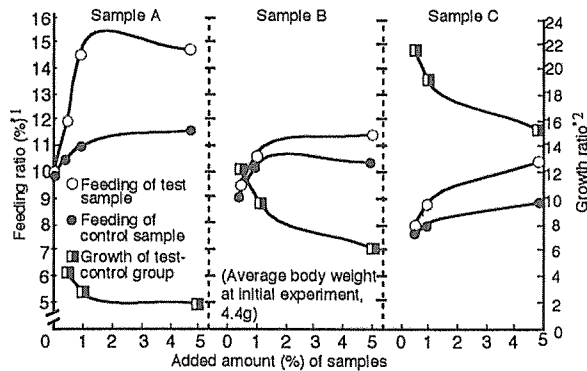 Sample A
Sample B
Sample C
16
15
14
13
12
11
10
9
8
7
6
5
Feeding ratio (%)*1
24
22
20
18
16
14
12
10
8
6
4
2
0
Growth ratio*2
Feeding of test
sample
Feeding of
control sample
Growth of test-
control group
(Average body weight
at initial experiment,
4.4g)
0 1 2 3 4 5
0 1 2 3 4 5
0 1 2 3 4 5
Added amount (%) of samples